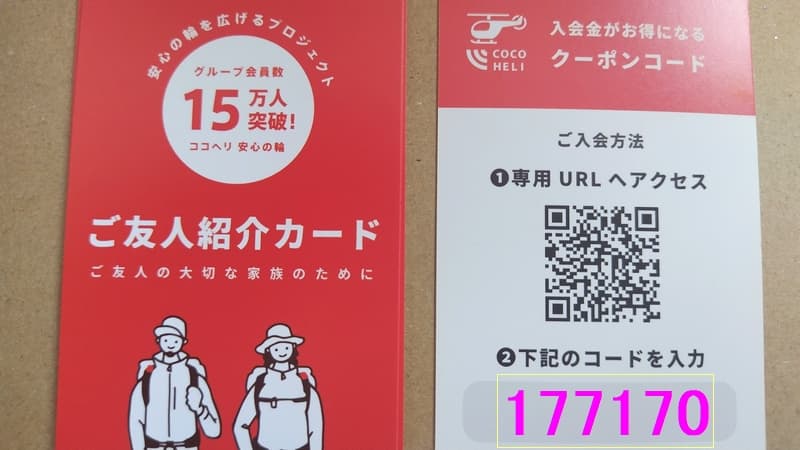 安心の輪を広げるプロジェクト
グループ会員数
15万人
突破!
ココヘリ 安心の輪
ご友人紹介カード
ご友人の大切な家族のために
COCO
HELI
入会金がお得になる
クーポンコード
ご入会方法
❶専用 URL へアクセス
❷下記のコードを入力
177170